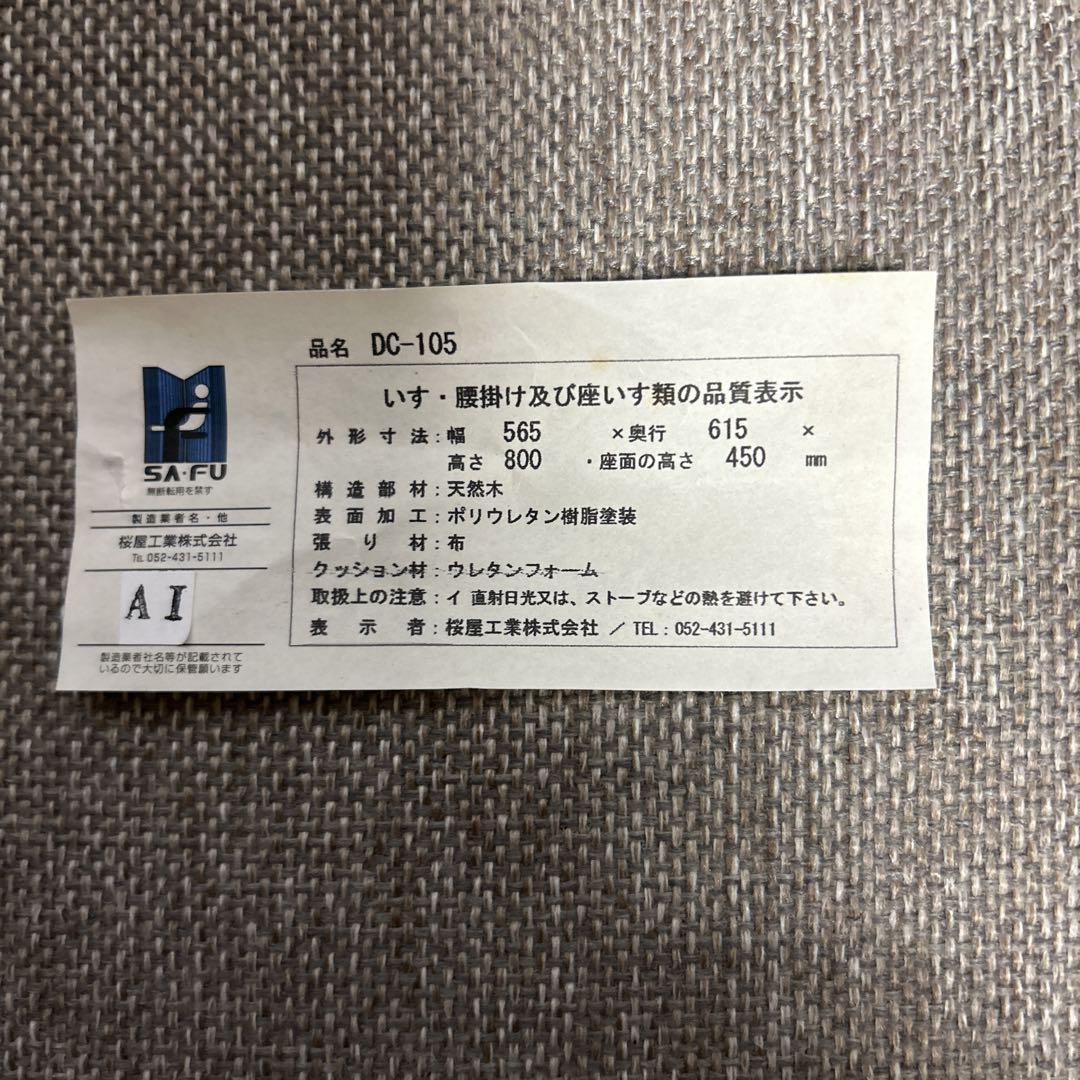 品名 DC-105
いす・腰掛け及び座いす類の品質表示
外形寸法:幅 565 ×奥行 615 ×
高さ 800 ・座面の高さ 450 mm
構造部材:天然木
表面加工:ポリウレタン樹脂塗装
張り材:布
クッション材:ウレタンフォーム
取扱上の注意:イ 直射日光又は、ストーブなどの熱を避けて下さい。
表示者:桜屋工業株式会社 / TEL:052-431-5111
SA・FU
無断転用を禁ず
製造業者名・他
桜屋工業株式会社
TEL 052-431-5111
AI
製造業者社名等が記載されて
いるので大切に保管願います